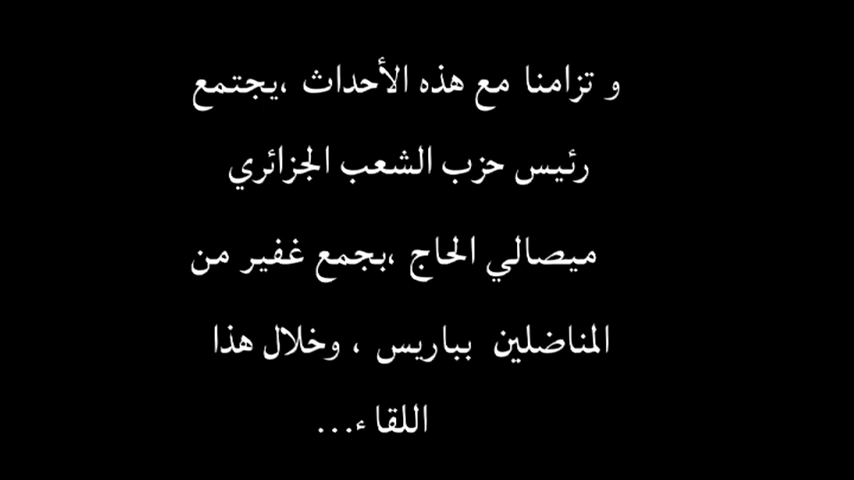 و تزامنا مع هذه الأحداث ،يجتمع
رئيس حزب الشعب الجزائري
ميصالي الحاج ،بجمع غفير من
المناضلين بباريس ، وخلال هذا
اللقاء...